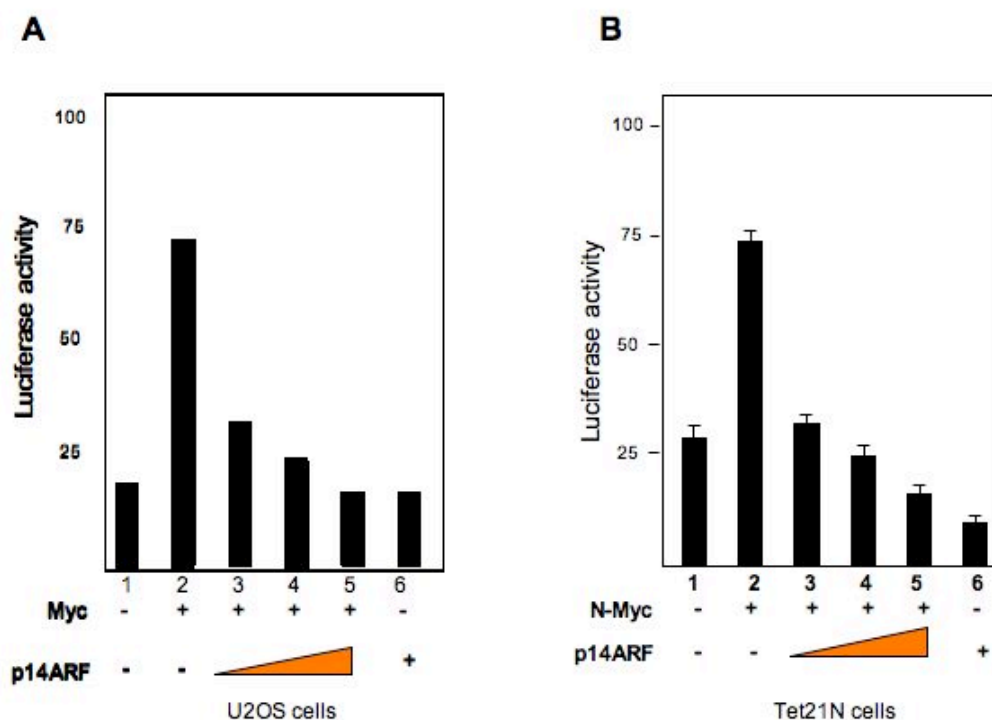 A
100
75
50
25
Luciferase activity
1 2 3 4 5 6
Myc - + + + + -
p14ARF - - +
U2OS cells
B
100
75
50
25
Luciferase activity
1 2 3 4 5 6
N-Myc - + + + + -
p14ARF - - +
Tet21N cells